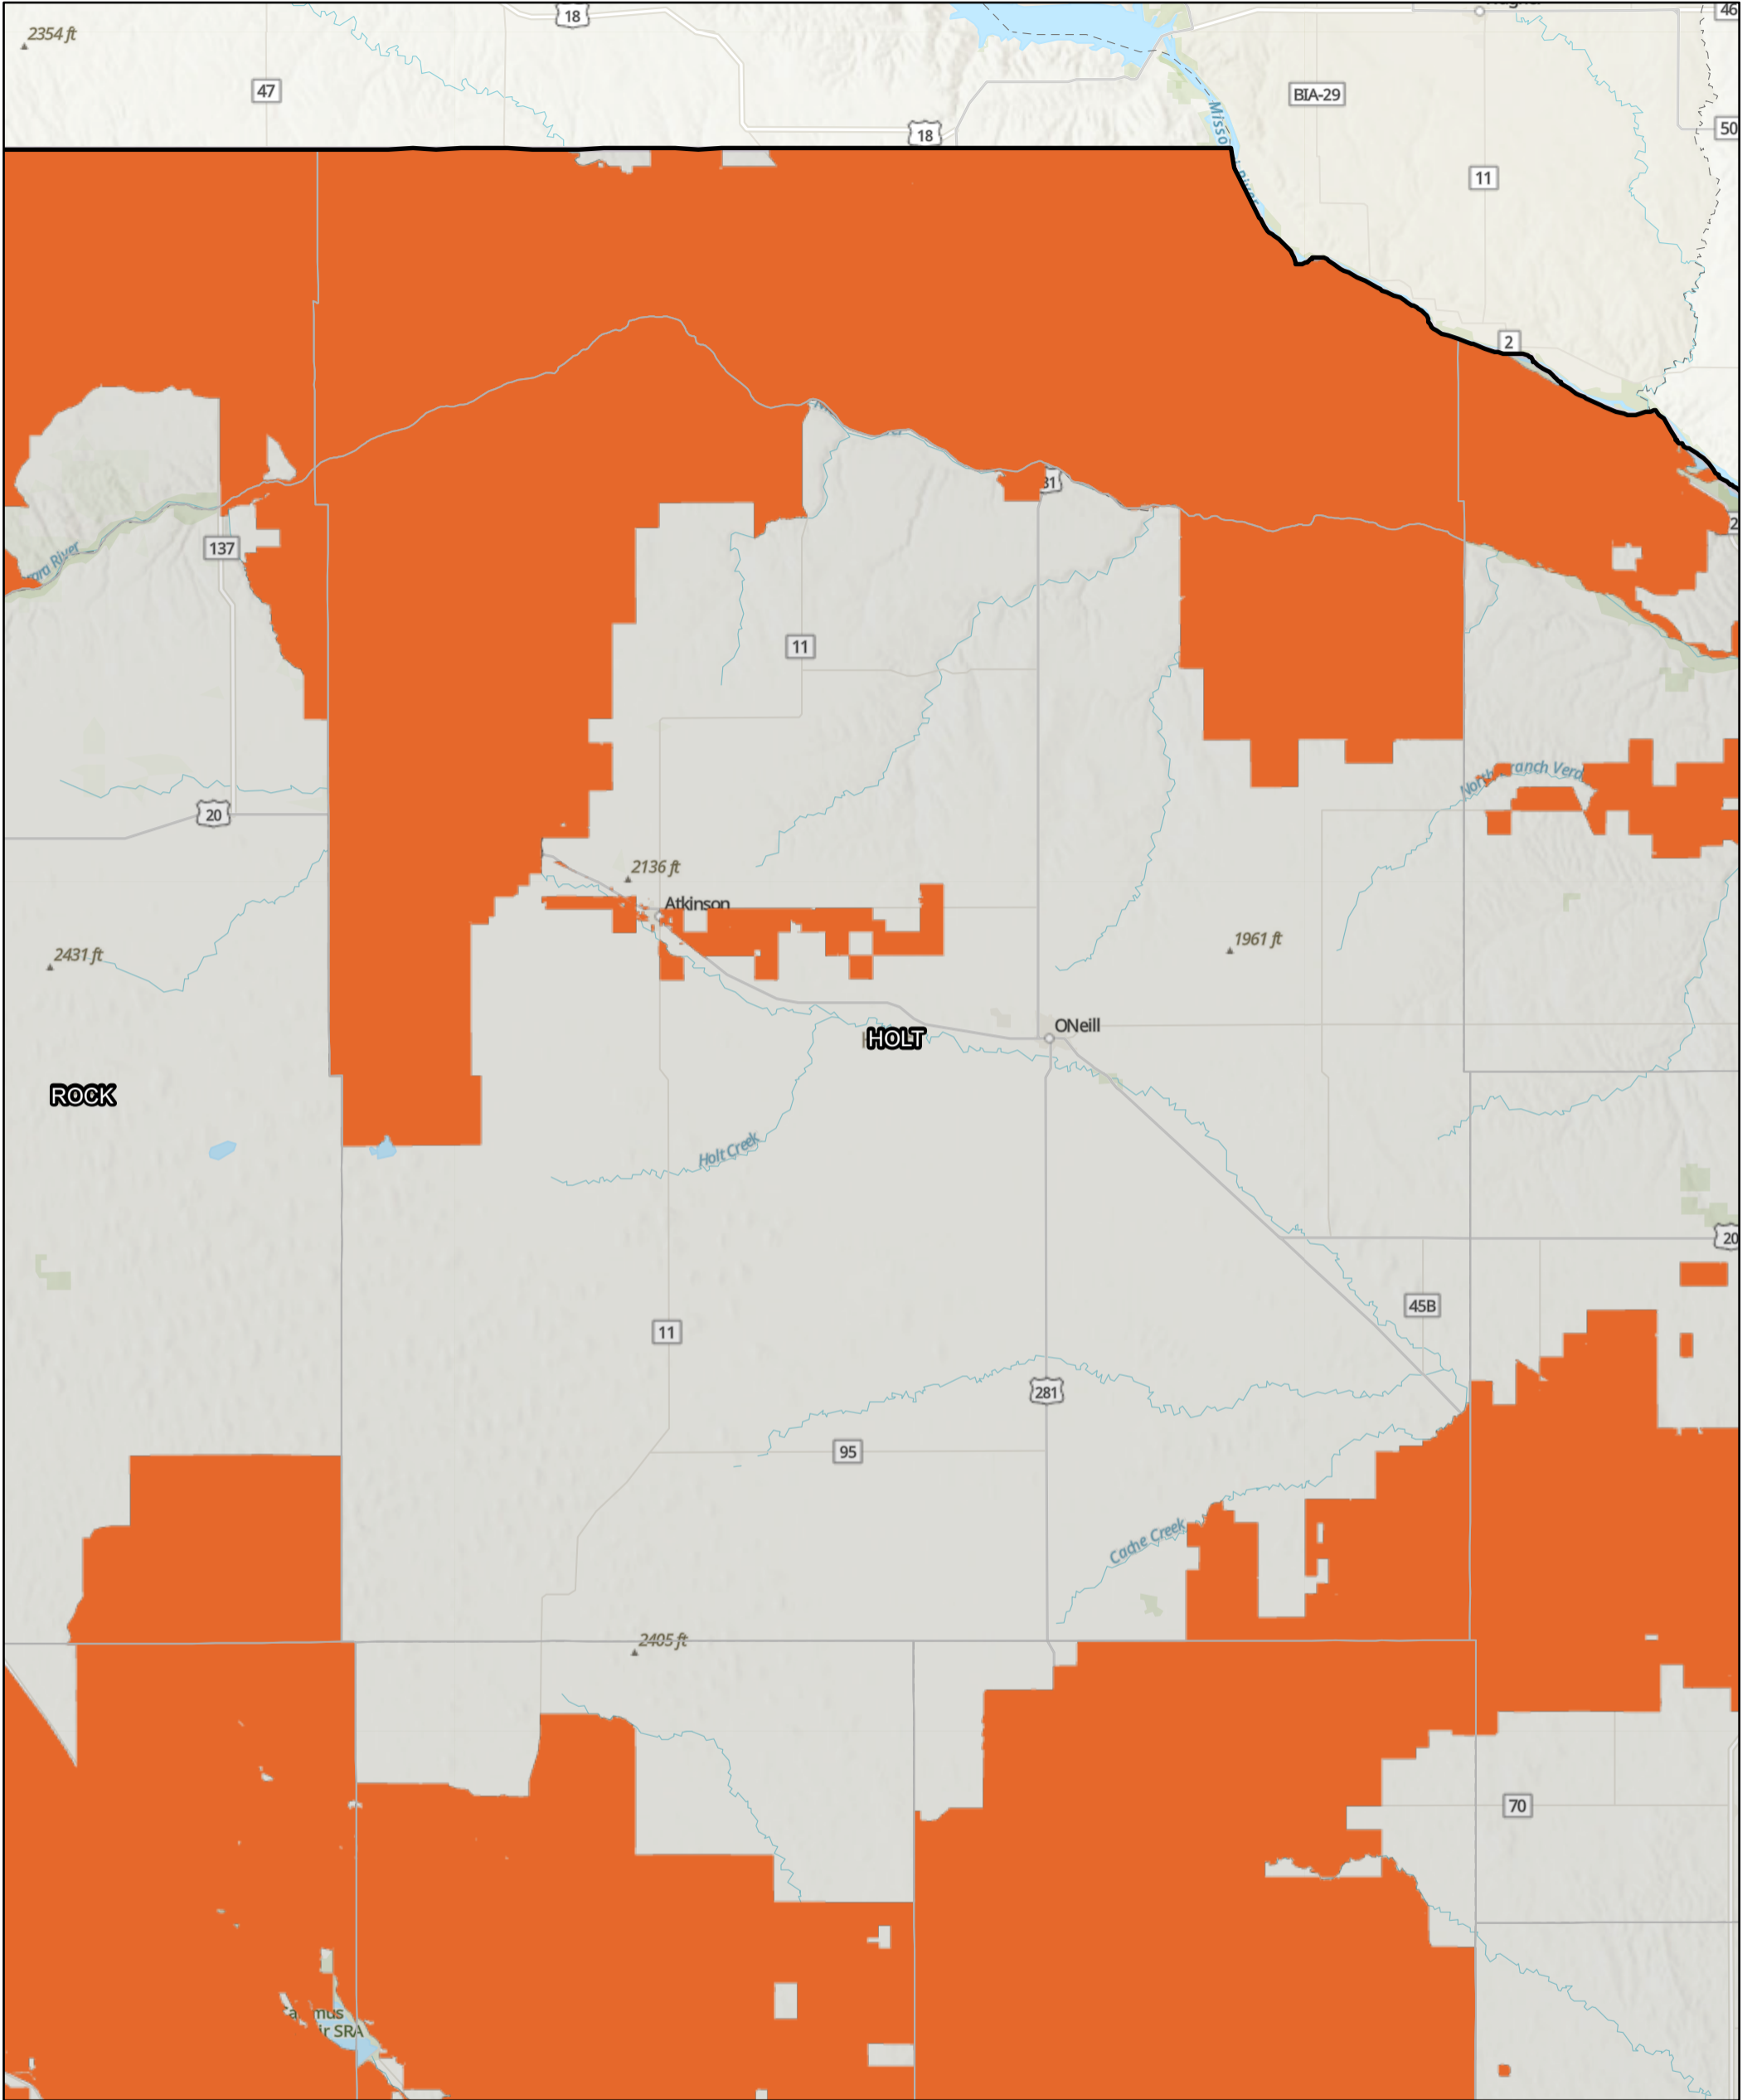 18
46
2354 ft
47
BIA-29
18
50
11
2
137
11
20
2136 ft
Atkinson
2431 ft
1961 ft
ONeill
HOLT
ROCK
Holt Creek
20
45B
11
281
95
Cache Creek
2405 ft
70